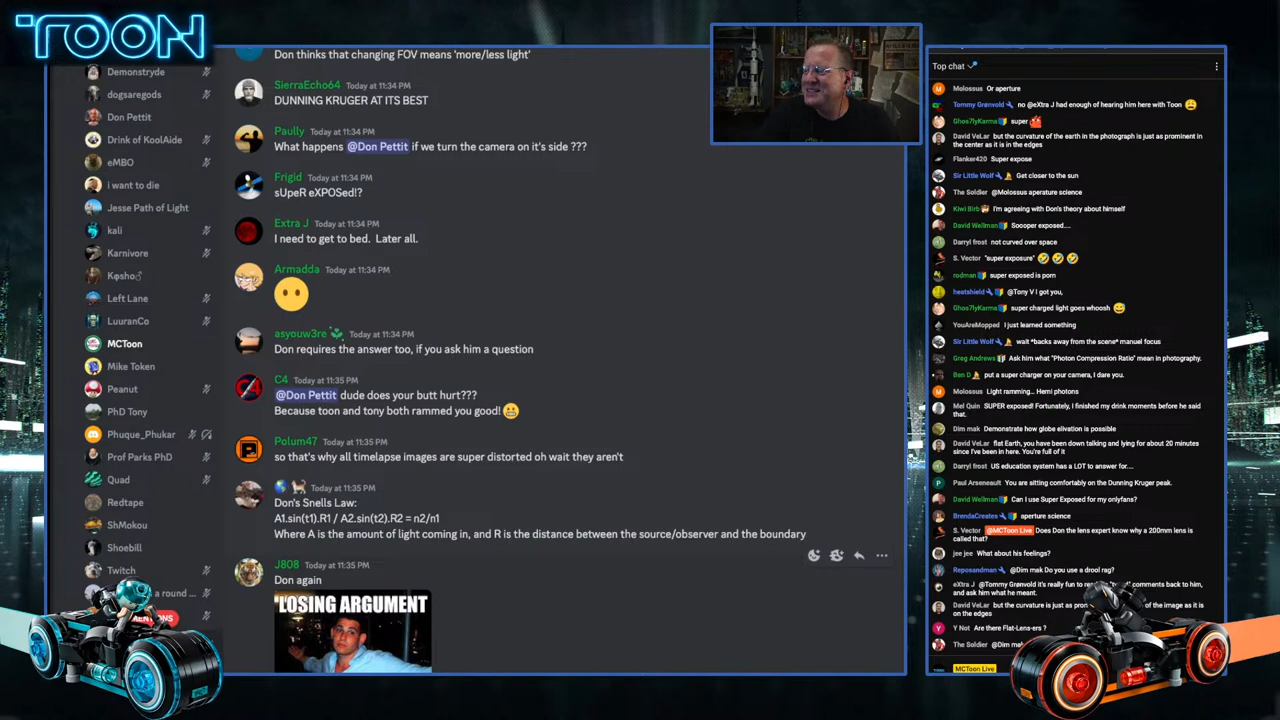 TOON
Demonstryde
dogsaregods
Don Pettit
Drink of KoolAide
eMBO
i want to die
Jesse Path of Light
kali
Karnivore
Kφsho♂
Left Lane
LuuranCo
MCToon
Mike Token
Peanut
PhD Tony
Phuque_Phukar
Prof Parks PhD
Quad
Redtape
ShMokou
Shoebill
Twitch
a round ...
Don thinks that changing FOV means 'more/less light'
SierraEcho64 Today at 11:34 PM
DUNNING KRUGER AT ITS BEST
Paully Today at 11:34 PM
What happens @Don Pettit if we turn the camera on it's side ???
Frigid Today at 11:34 PM
sUpeR eXPOSed!?
Extra J Today at 11:34 PM
I need to get to bed. Later all.
Armadda Today at 11:34 PM
asyouw3re Today at 11:34 PM
Don requires the answer too, if you ask him a question
C4 Today at 11:35 PM
@Don Pettit dude does your butt hurt???
Because toon and tony both rammed you good!
Polum47 Today at 11:35 PM
so that's why all timelapse images are super distorted oh wait they aren't
Today at 11:35 PM
Don's Snells Law:
A1.sin(t1).R1 / A2.sin(t2).R2 = n2/n1
Where A is the amount of light coming in, and R is the distance between the source/observer and the boundary
J808 Today at 11:35 PM
Don again
"LOSING ARGUMENT
Top chat
Molossus Or aperture
Tommy Grønvold no @eXtra J had enough of hearing him here with Toon
Ghos7lyKarma super
David VeLar but the curvature of the earth in the photograph is just as prominent in the
center as it is in the edges
Flanker420 Super expose
Sir Little Wolf Get closer to the sun
The Soldier @Molossus aperature science
Kiwi Birb I'm agreeing with Don's theory about himself
David Wellman Soooper exposed....
Darryl frost not curved over space
S. Vector "super exposure"
rodman super exposed is porn
heatshield @Tony V I got you,
Ghos7lyKarma super charged light goes whoosh
YouAreMopped I just learned something
Sir Little Wolf wait *backs away from the scene* manuel focus
Greg Andrews Ask him what "Photon Compression Ratio" mean in photography.
Ben D put a super charger on your camera, I dare you.
Molossus Light ramming... Hemi photons
Mel Quin SUPER exposed! Fortunately, I finished my drink moments before he said
that.
Dim mak Demonstrate how globe elivation is possible
David VeLar flat Earth, you have been down talking and lying for about 20 minutes
since I've been in here. You're full of it
Darryl frost US education system has a LOT to answer for....
Paul Arseneault You are sitting comfortably on the Dunning Kruger peak.
David Wellman Can I use Super Exposed for my onlyfans?
BrendaCreates aperture science
S. Vector @MCToon Live Does Don the lens expert know why a 200mm lens is
called that?
jee jee What about his feelings?
Reposandman @Dim mak Do you use a drool rag?
eXtra J @Tommy Grønvold it's really fun to comments back to him,
and ask him what he meant.
David VeLar but the curvature is just as pro of the image as it is
on the edges
Y Not Are there Flat-Lens-ers ?
The Soldier @Dim mak
MCToon Live